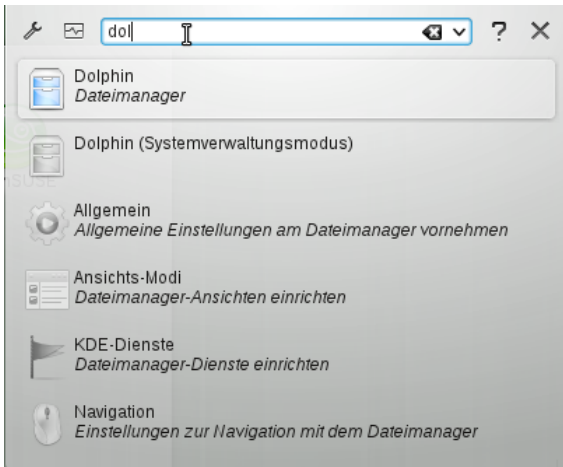 dol
?
Dolphin
Dateimanager
Dolphin (Systemverwaltungsmodus)
Allgemein
Allgemeine Einstellungen am Dateimanager vornehmen
Ansichts-Modi
Dateimanager-Ansichten einrichten
KDE-Dienste
Dateimanager-Dienste einrichten
Navigation
Einstellungen zur Navigation mit dem Dateimanager